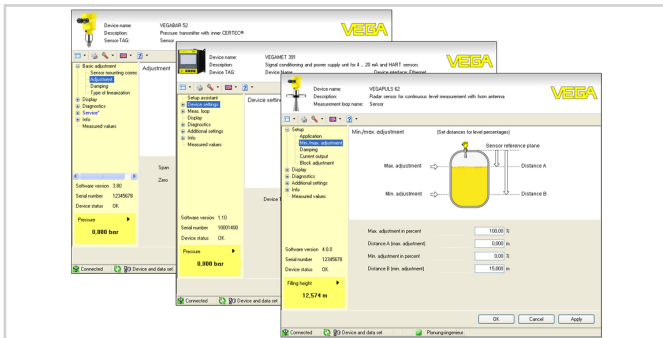 Device name: VEGABAR 52
Description: Pressure transmitter with inner CERTEC®
Sensor TAG: Sensor
VEGA
Basic adjustment
Sensor mounting correc
Adjustment
Damping
Type of linearization
Display
Diagnostics
Service
Info
Measured values
Adjustment
Span
Zero
Software version 3.80
Serial number 12345678
Device status OK
Pressure
0,000 bar
Connected Device and data set
Device name: VEGAMET 391
Description: Signal conditioning and power supply unit for 4 .. 20 mA and HART sensors
Device TAG: Device Name Device interface Ethernet
VEGA
Setup assistant
Device settings
Meas. loop
Display
Diagnostics
Additional settings
Info
Measured values
Device settin
Device T
Software version 1.10
Serial number 10001400
Device status OK
Pressure
0,000 bar
Connected Device and data set
Device name: VEGAPULS 62
Description: Radar sensor for continuous level measurement with horn antenna
Measurement loop name: Sensor
VEGA
Setup
Application
Min./max. adjustment
Damping
Current output
Block adjustment
Display
Diagnostics
Additional settings
Info
Measured values
Min./max. adjustment (Set distances for level percentages)
Sensor reference plane
Max. adjustment
Distance A
Min. adjustment
Distance B
Max. adjustment in percent 100,00 %
Distance A (max. adjustment) 0,000 m
Min. adjustment in percent 0,00 %
Distance B (min. adjustment) 15,000 m
Software version 4.0.0
Serial number 12345678
Device status OK
Filling height
12,574 m
OK Cancel Apply
Connected Device and data set Planungsingenieur